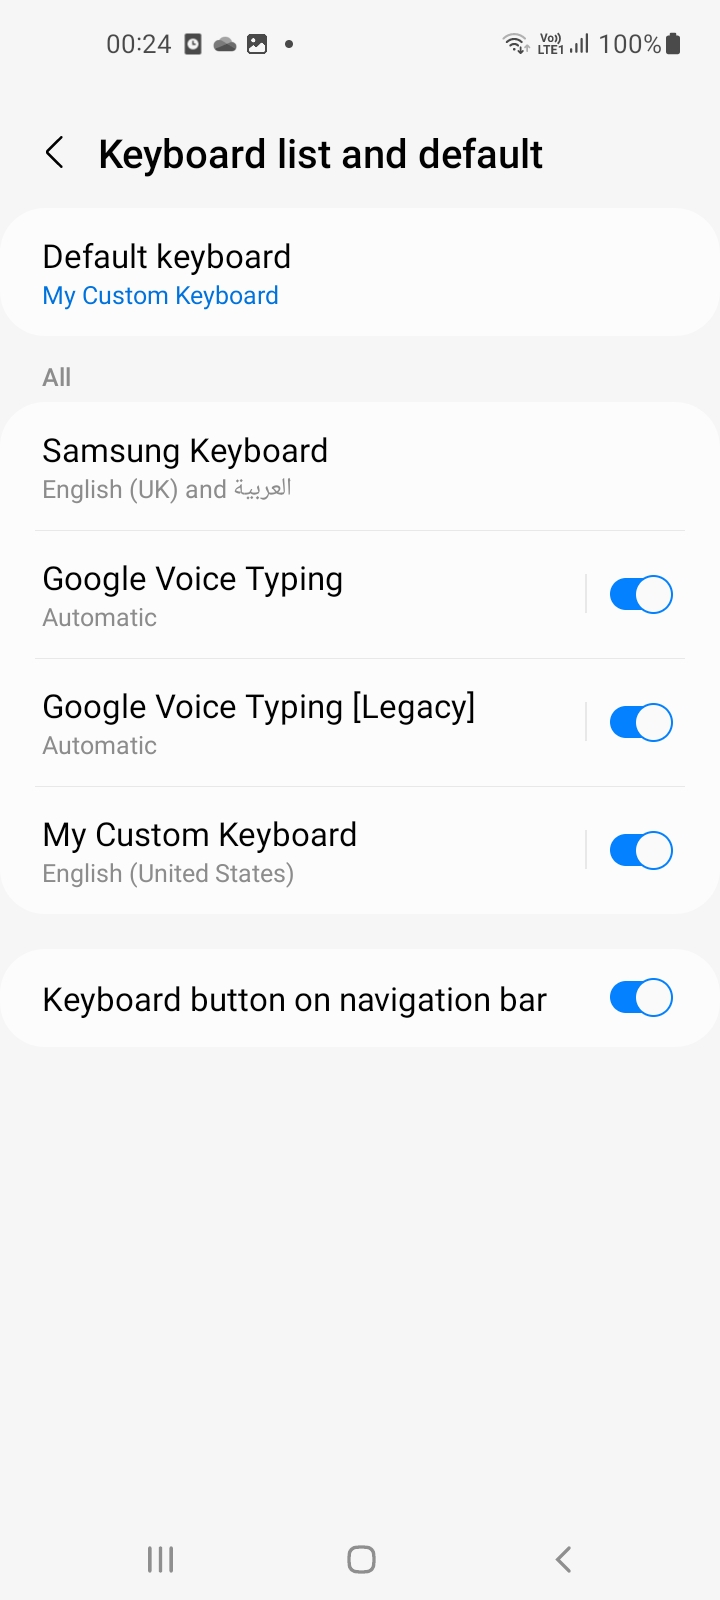 00:24
Vo)) LTE1 100%
Keyboard list and default
Default keyboard
My Custom Keyboard
All
Samsung Keyboard
English (UK) and العربية
Google Voice Typing
Automatic
Google Voice Typing [Legacy]
Automatic
My Custom Keyboard
English (United States)
Keyboard button on navigation bar